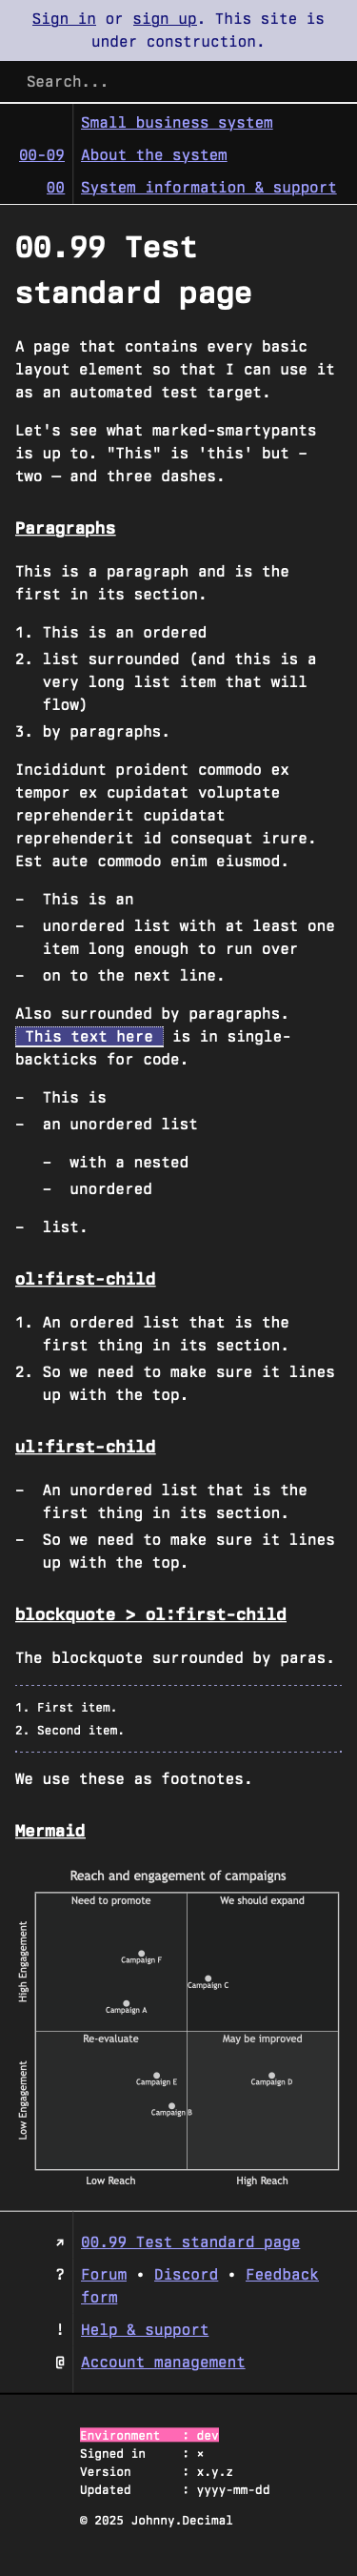 Sign in or sign up. This site is
under construction.
Search...
Small business system
00-09 About the system
00 System information & support
00.99 Test
standard page
A page that contains every basic
layout element so that I can use it
as an automated test target.
Let's see what marked-smartypants
is up to. "This" is 'this' but –
two — and three dashes.
Paragraphs
This is a paragraph and is the
first in its section.
1. This is an ordered
2. list surrounded (and this is a
very long list item that will
flow)
3. by paragraphs.
Incididunt proident commodo ex
tempor ex cupidatat voluptate
reprehenderit cupidatat
reprehenderit id consequat irure.
Est aute commodo enim eiusmod.
– This is an
– unordered list with at least one
item long enough to run over
– on to the next line.
Also surrounded by paragraphs.
This text here is in single-
backticks for code.
– This is
– an unordered list
– with a nested
– unordered
– list.
ol:first-child
1. An ordered list that is the
first thing in its section.
2. So we need to make sure it lines
up with the top.
ul:first-child
– An unordered list that is the
first thing in its section.
– So we need to make sure it lines
up with the top.
blockquote > ol:first-child
The blockquote surrounded by paras.
1. First item.
2. Second item.
We use these as footnotes.
Mermaid
Reach and engagement of campaigns
Need to promote We should expand
High Engagement
Campaign F
Campaign C
Campaign A
Re-evaluate May be improved
Low Engagement
Campaign E Campaign D
Campaign B
Low Reach High Reach
↗ 00.99 Test standard page
? Forum • Discord • Feedback
form
! Help & support
@ Account management
Environment : dev
Signed in : ×
Version : x.y.z
Updated : yyyy-mm-dd
© 2025 Johnny.Decimal